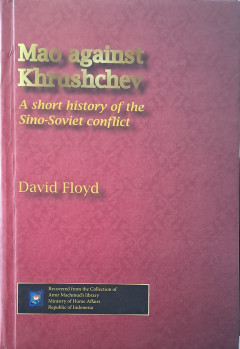 Mao against
Khrushchev
A short history of the
Sino-Soviet conflict
David Floyd
Recovered from the Collection of
Amir Machmud's library
Ministry of Home Affairs
Republic of Indonesia